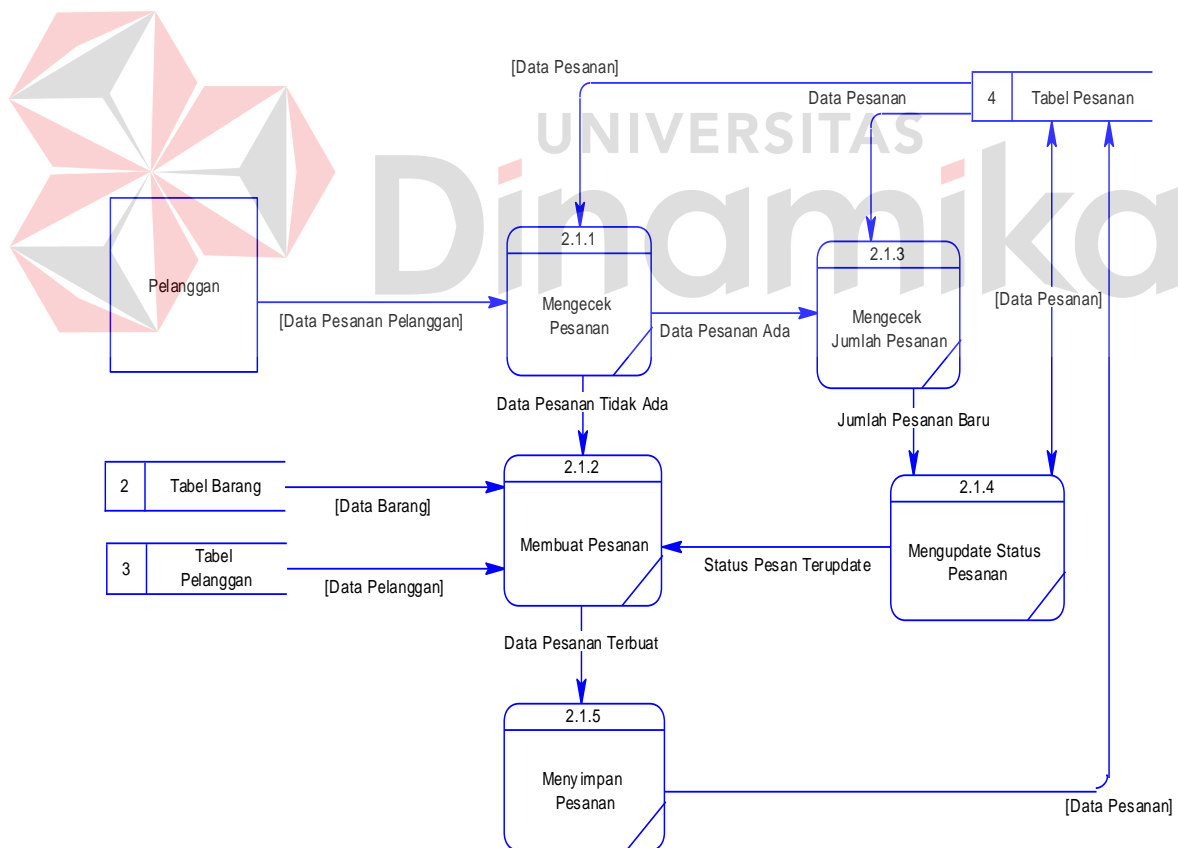 [Data Pesanan]
Data Pesanan
4
Tabel Pesanan
UNIVERSITAS
Dinamika
2.1.1
2.1.3
Pelanggan
[Data Pesanan Pelanggan]
Mengecek
Pesanan
Data Pesanan Ada
Mengecek
Jumlah Pesanan
[Data Pesanan]
Data Pesanan Tidak Ada
Jumlah Pesanan Baru
2
Tabel Barang
[Data Barang]
2.1.2
Membuat Pesanan
2.1.4
Mengupdate Status
Pesanan
Status Pesan Terupdate
3
Tabel
Pelanggan
[Data Pelanggan]
Data Pesanan Terbuat
2.1.5
Menyimpan
Pesanan
[Data Pesanan]